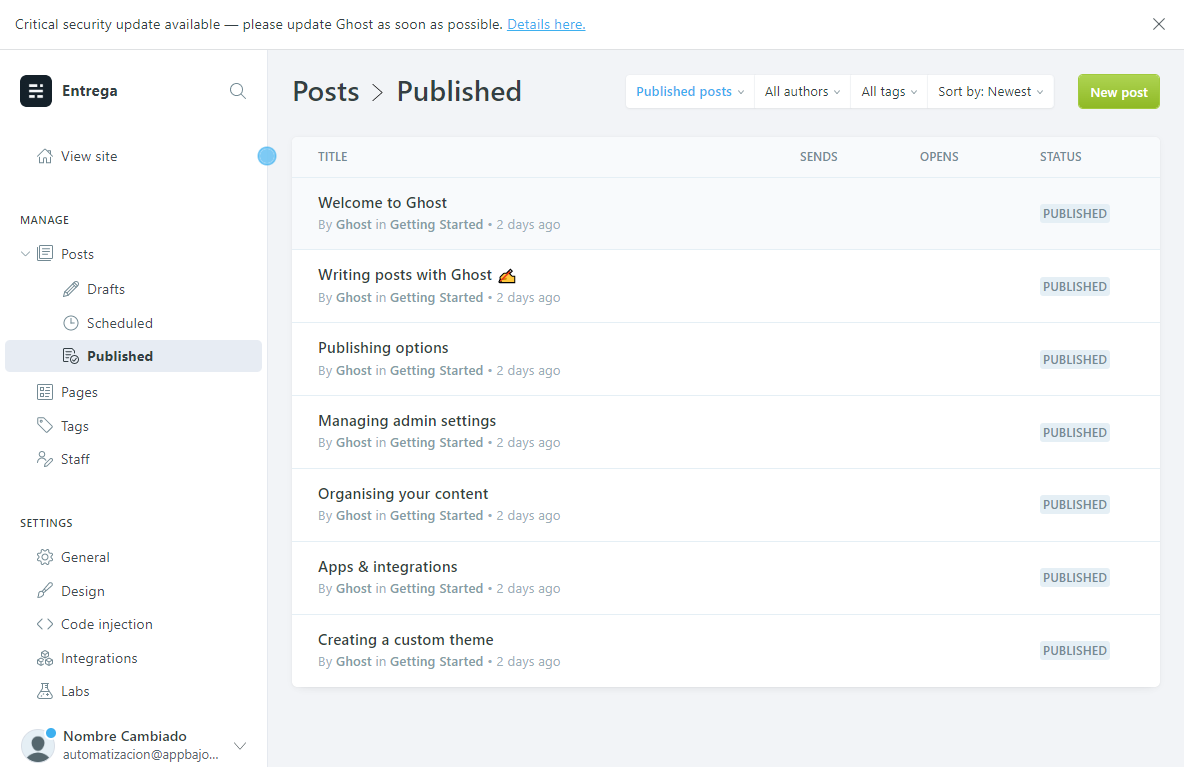 Critical security update available — please update Ghost as soon as possible. Details here.
Entrega
View site
MANAGE
Posts
Drafts
Scheduled
Published
Pages
Tags
Staff
SETTINGS
General
Design
Code injection
Integrations
Labs
Nombre Cambiado
automatizacion@appbajo...
Posts > Published
Published posts
All authors
All tags
Sort by: Newest
New post
TITLE SENDS OPENS STATUS
Welcome to Ghost
By Ghost in Getting Started • 2 days ago
PUBLISHED
Writing posts with Ghost ✍️
By Ghost in Getting Started • 2 days ago
PUBLISHED
Publishing options
By Ghost in Getting Started • 2 days ago
PUBLISHED
Managing admin settings
By Ghost in Getting Started • 2 days ago
PUBLISHED
Organising your content
By Ghost in Getting Started • 2 days ago
PUBLISHED
Apps & integrations
By Ghost in Getting Started • 2 days ago
PUBLISHED
Creating a custom theme
By Ghost in Getting Started • 2 days ago
PUBLISHED